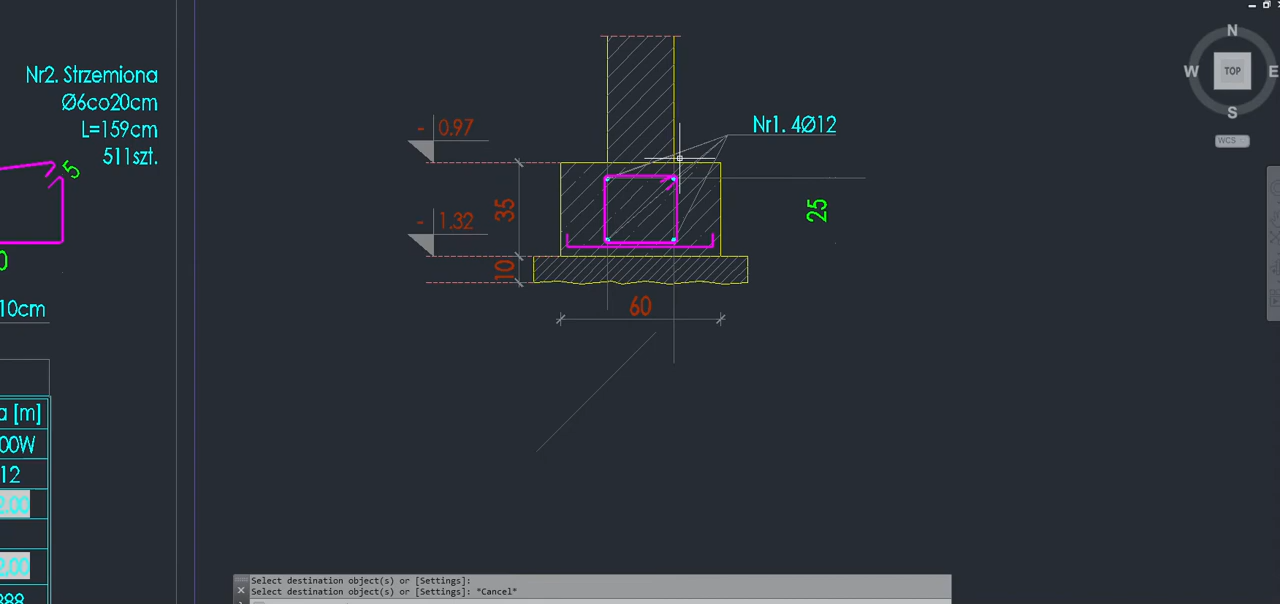 Nr2. Strzemiona
Ø6co20cm
L=159cm
511szt.
5
0
10cm
a [m]
00W
12
2.00
2.00
888
- 0.97
- 1.32
35
10
60
Nr1. 4Ø12
25
N
W
TOP
E
S
WCS
Select destination object(s) or [Settings]:
Select destination object(s) or [Settings]: *Cancel*